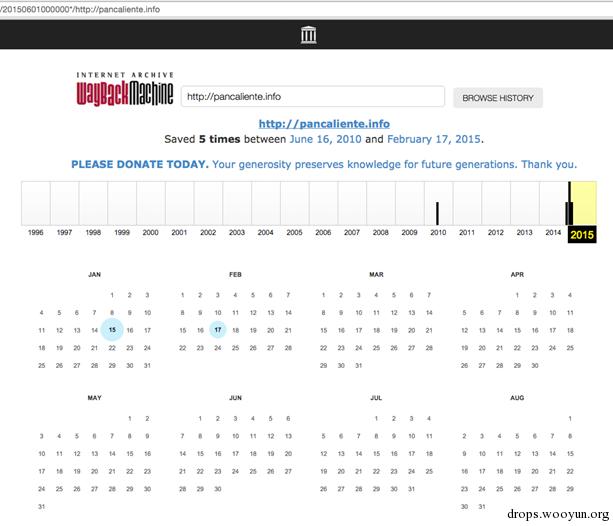 /20150601000000*/http://pancaliente.info
INTERNET ARCHIVE
WayBackMachine
http://pancaliente.info
BROWSE HISTORY
http://pancaliente.info
Saved 5 times between June 16, 2010 and February 17, 2015.
PLEASE DONATE TODAY. Your generosity preserves knowledge for future generations. Thank you.
1996 1997 1998 1999 2000 2001 2002 2003 2004 2005 2006 2007 2008 2009 2010 2011 2012 2013 2014 2015
JAN
1 2 3
4 5 6 7 8 9 10
11 12 13 14 15 16 17
18 19 20 21 22 23 24
25 26 27 28 29 30 31
FEB
1 2 3 4 5 6 7
8 9 10 11 12 13 14
15 16 17 18 19 20 21
22 23 24 25 26 27 28
MAR
1 2 3 4 5 6 7
8 9 10 11 12 13 14
15 16 17 18 19 20 21
22 23 24 25 26 27 28
29 30 31
APR
1 2 3 4
5 6 7 8 9 10 11
12 13 14 15 16 17 18
19 20 21 22 23 24 25
26 27 28 29 30
MAY
1 2
3 4 5 6 7 8 9
10 11 12 13 14 15 16
17 18 19 20 21 22 23
24 25 26 27 28 29 30
31
JUN
1 2 3 4 5 6
7 8 9 10 11 12 13
14 15 16 17 18 19 20
21 22 23 24 25 26 27
28 29 30
JUL
1 2 3 4
5 6 7 8 9 10 11
12 13 14 15 16 17 18
19 20 21 22 23 24 25
26 27 28 29 30 31
AUG
1
2 3 4 5 6 7 8
9 10 11 12 13 14 15
16 17 18 19 20 21 22
23 24 25 26 27 28 29
30 31
drops.wooyun.org